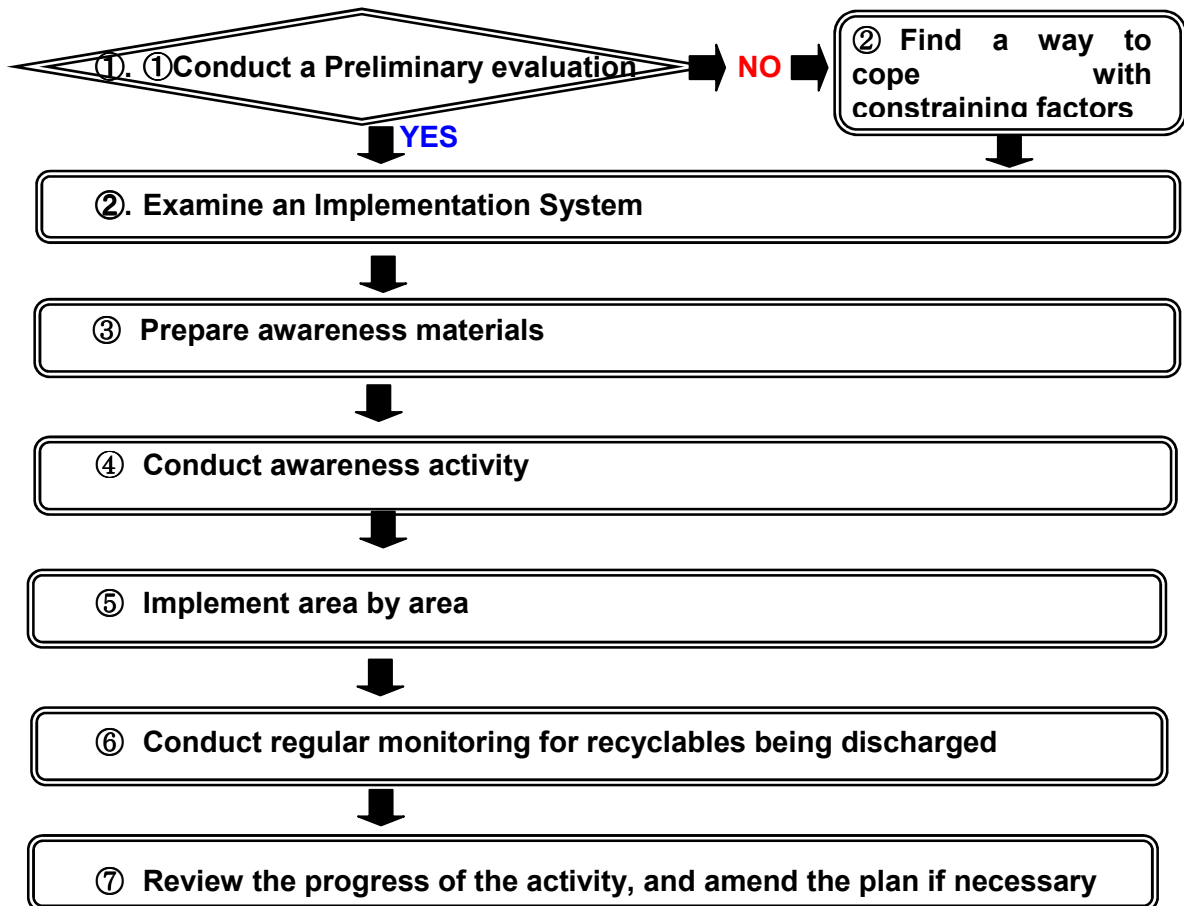 ①. ①Conduct a Preliminary evaluation
NO
② Find a way to
cope with
constraining factors
YES
②. Examine an Implementation System
③ Prepare awareness materials
④ Conduct awareness activity
⑤ Implement area by area
⑥ Conduct regular monitoring for recyclables being discharged
⑦ Review the progress of the activity, and amend the plan if necessary